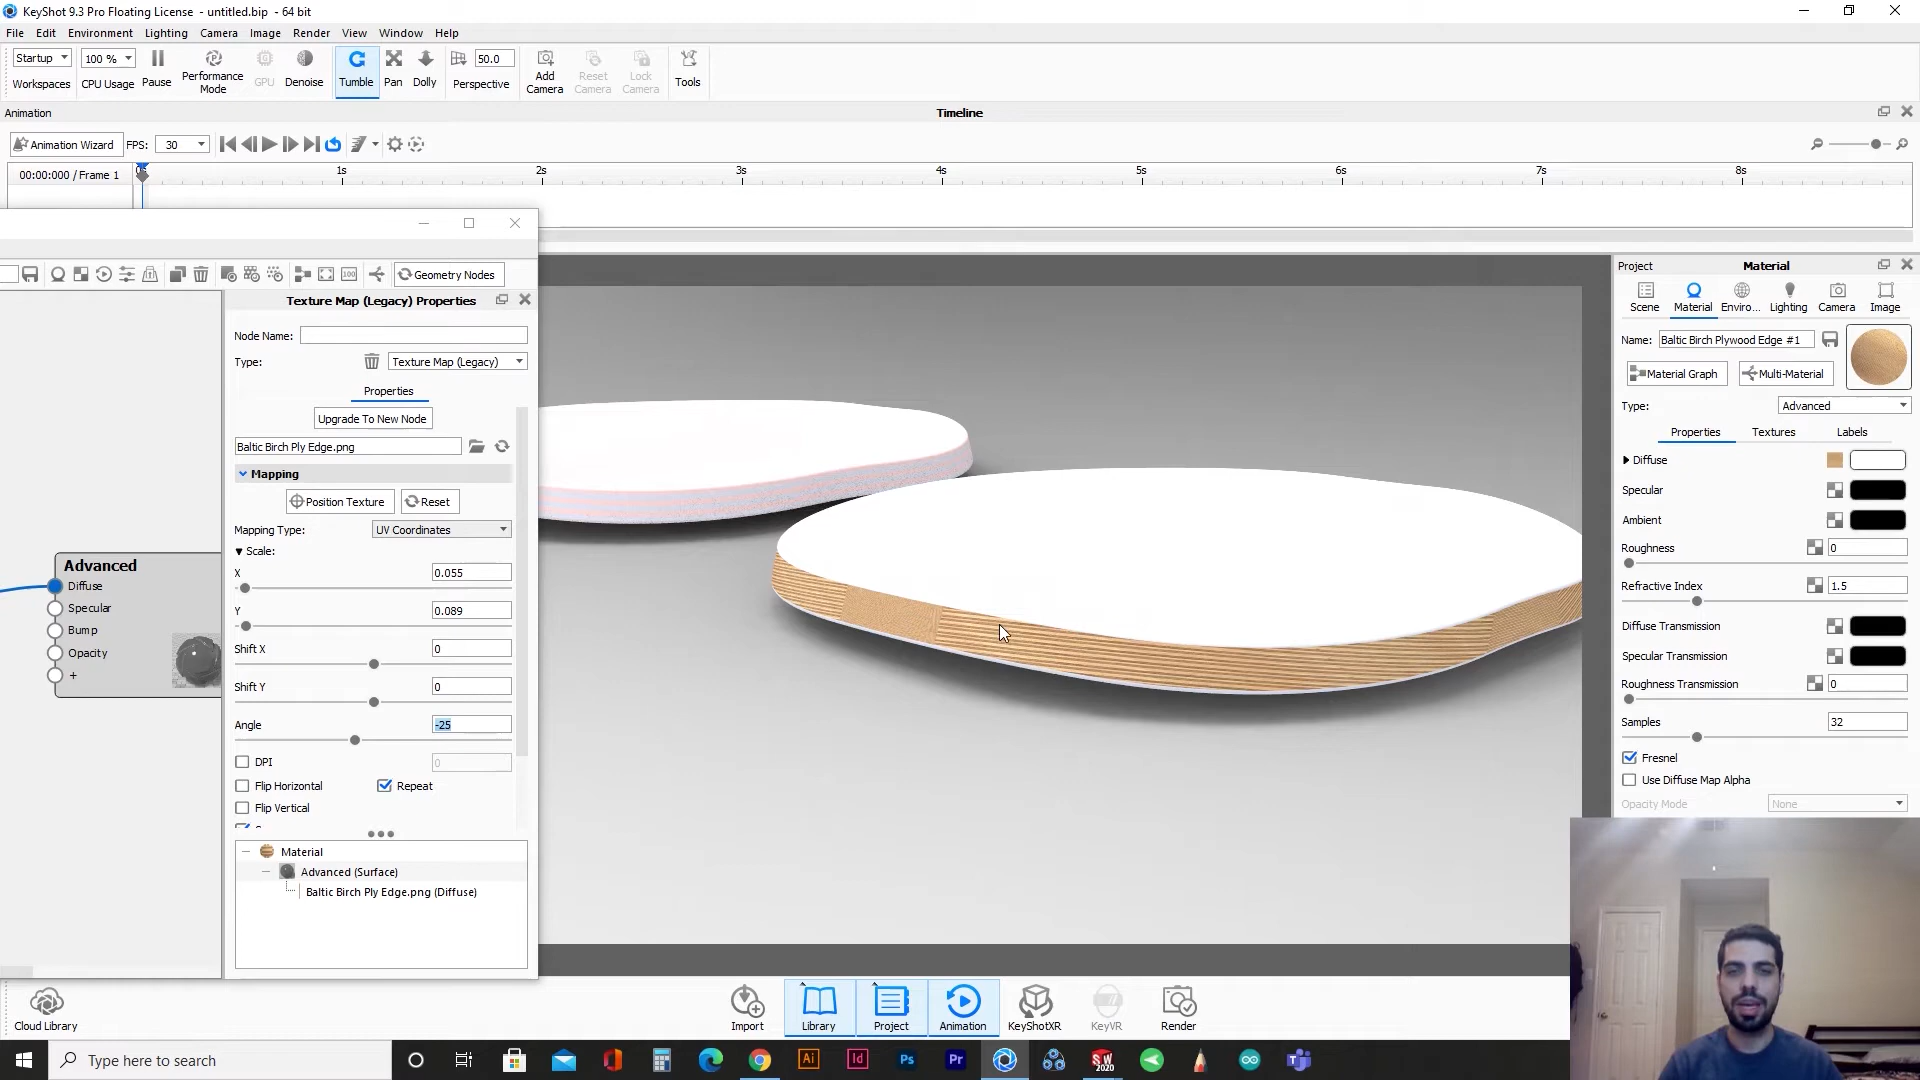 KeyShot 9.3 Pro Floating License - untitled.bip - 64 bit
File Edit Environment Lighting Camera Image Render View Window Help
Startup 100 % 50.0
Workspaces CPU Usage Pause Performance Mode GPU Denoise Tumble Pan Dolly Perspective Add Camera Reset Camera Lock Camera Tools
Animation Timeline
Animation Wizard FPS: 30
00:00:000 / Frame 1
1s 2s 3s 4s 5s 6s 7s 8s
Geometry Nodes
Texture Map (Legacy) Properties
Node Name:
Type: Texture Map (Legacy)
Properties
Upgrade To New Node
Baltic Birch Ply Edge.png
Mapping
Position Texture Reset
Mapping Type: UV Coordinates
Scale:
X 0.055
Y 0.089
Shift X 0
Shift Y 0
Angle -25
DPI 0
Flip Horizontal Repeat
Flip Vertical
Material
Advanced (Surface)
Baltic Birch Ply Edge.png (Diffuse)
Advanced
Diffuse
Specular
Bump
Opacity
+
Project Material
Scene Material Enviro... Lighting Camera Image
Name: Baltic Birch Plywood Edge #1
Material Graph Multi-Material
Type: Advanced
Properties Textures Labels
Diffuse
Specular
Ambient
Roughness 0
Refractive Index 1.5
Diffuse Transmission
Specular Transmission
Roughness Transmission 0
Samples 32
Fresnel
Use Diffuse Map Alpha
Opacity Mode None
Cloud Library Import Library Project Animation KeyShotXR KeyVR Render
Type here to search
Ai Id Ps Pr SW 2020